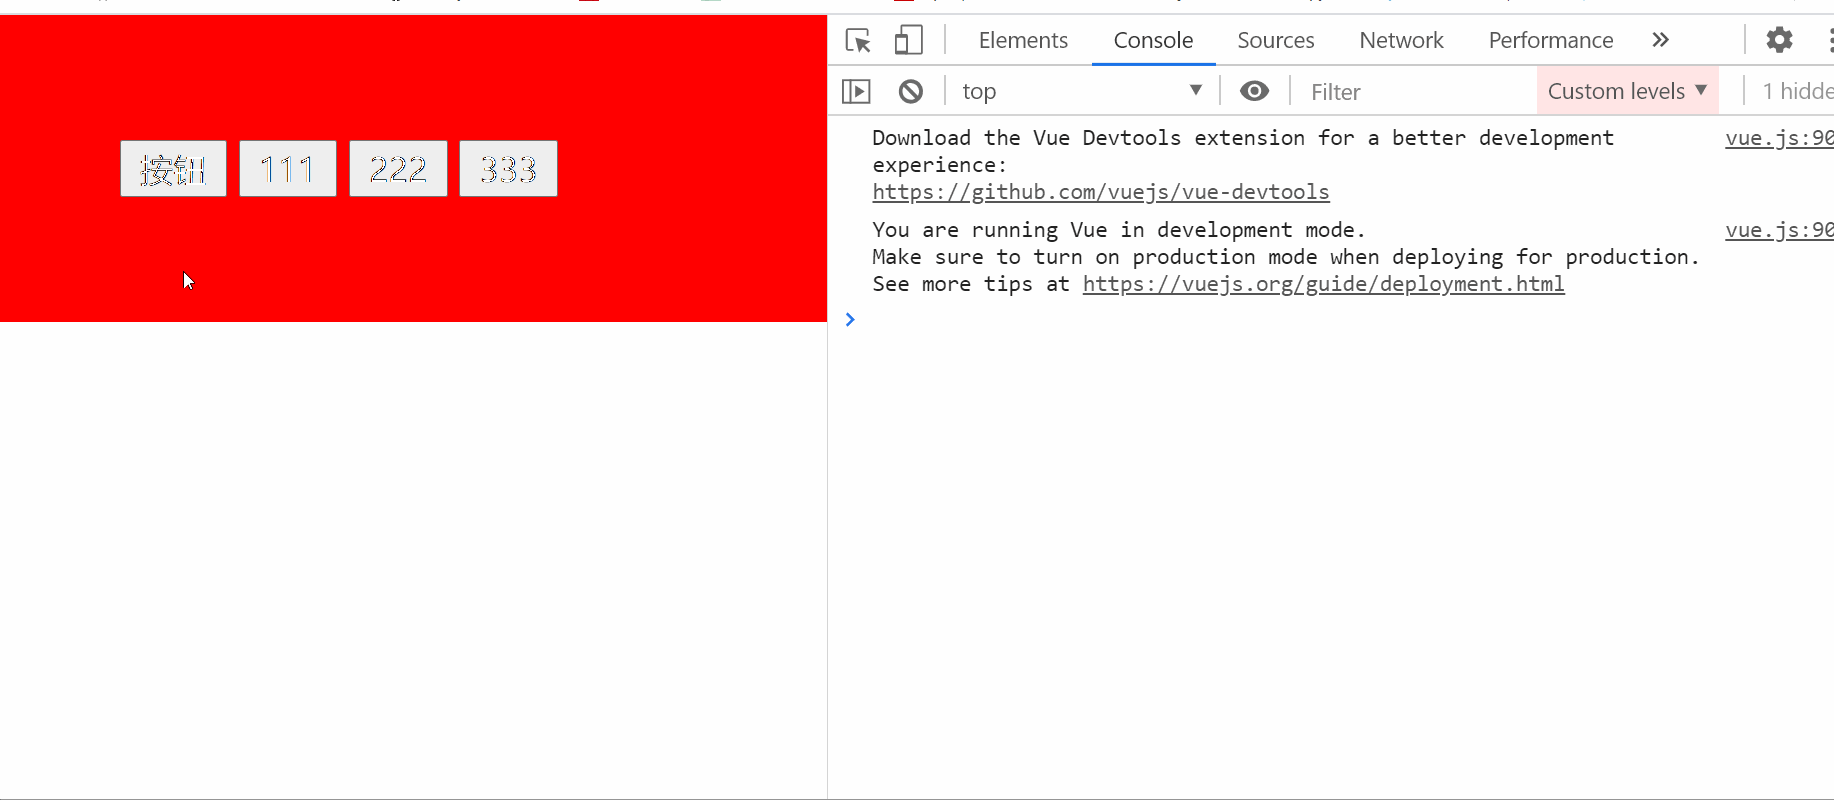 按钮 111 222 333
Elements Console Sources Network Performance
top Filter Custom levels 1 hidde
Download the Vue Devtools extension for a better development vue.js:90
experience:
https://github.com/vuejs/vue-devtools
You are running Vue in development mode. vue.js:90
Make sure to turn on production mode when deploying for production.
See more tips at https://vuejs.org/guide/deployment.html